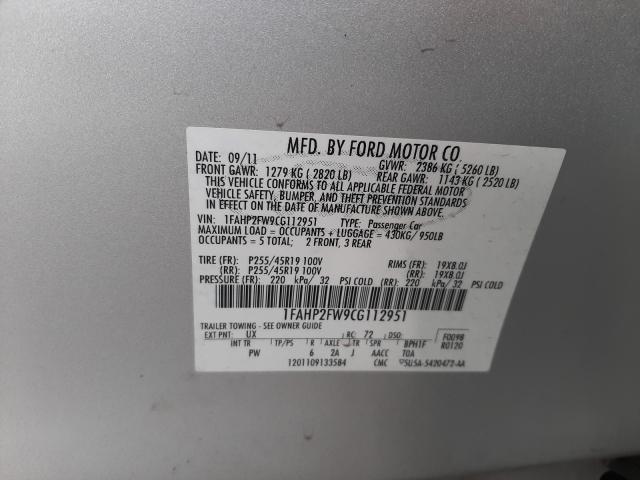 MFD. BY FORD MOTOR CO.
DATE: 09/11 GVWR: 2386 KG ( 5260 LB)
FRONT GAWR: 1279 KG ( 2820 LB) REAR GAWR: 1143 KG ( 2520 LB)
THIS VEHICLE CONFORMS TO ALL APPLICABLE FEDERAL MOTOR
VEHICLE SAFETY, BUMPER, AND THEFT PREVENTION STANDARDS
IN EFFECT ON THE DATE OF MANUFACTURE SHOWN ABOVE.
VIN: 1FAHP2FW9CG112951 TYPE: Passenger Car
MAXIMUM LOAD = OCCUPANTS + LUGGAGE = 430KG/ 950LB
OCCUPANTS = 5 TOTAL; 2 FRONT, 3 REAR
TIRE (FR): P255/45R19 100V RIMS (FR): 19X8.0J
(RR): P255/45R19 100V (RR): 19X8.0J
PRESSURE (FR): 220 kPa/ 32 PSI COLD (RR): 220 kPa/ 32 PSI COLD
1FAHP2FW9CG112951
TRAILER TOWING - SEE OWNER GUIDE
EXT PNT: UX RC: 72 DSO: F0098
INT TR TP/PS R AXLE TR SPR BPH1F R0120
PW 6 2A J AACC TOA
1201109133584 CMC 5U5A-5420472-AA